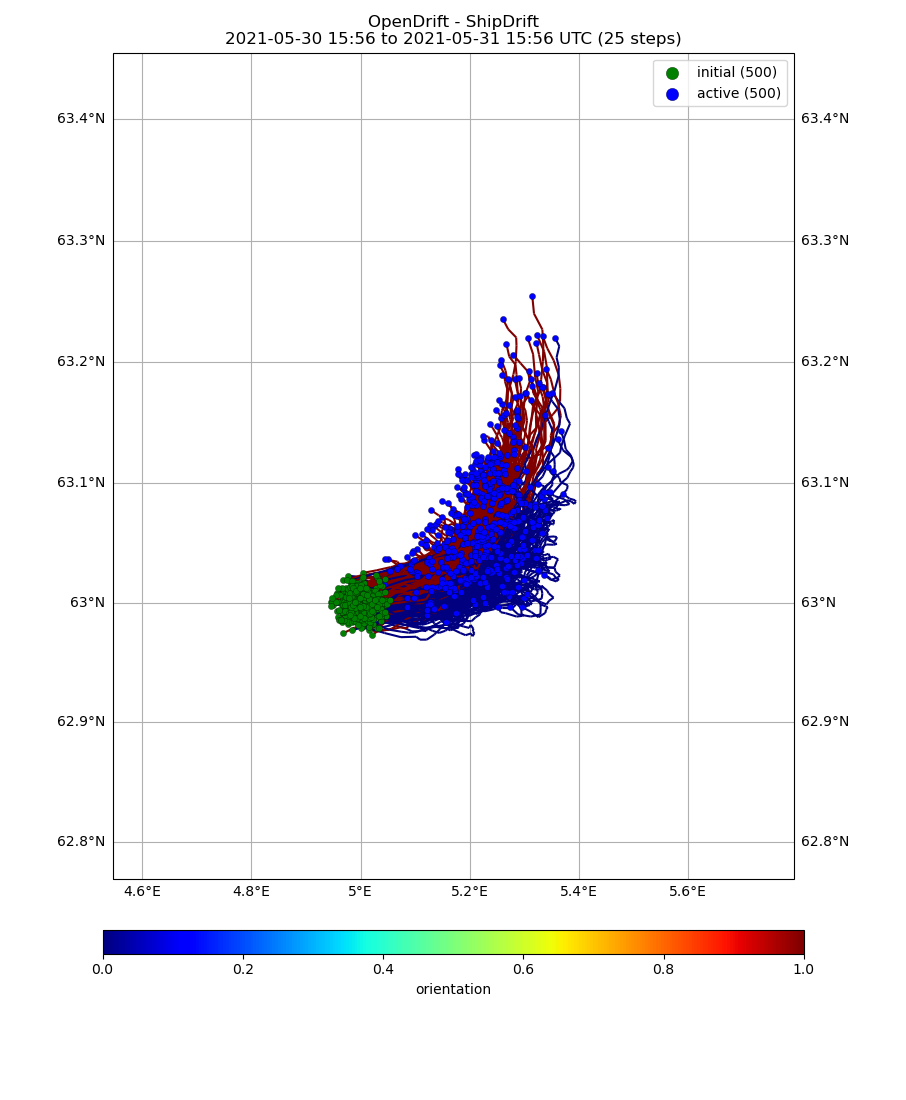 OpenDrift - ShipDrift
2021-05-30 15:56 to 2021-05-31 15:56 UTC (25 steps)
initial (500)
active (500)
63.4°N 63.4°N
63.3°N 63.3°N
63.2°N 63.2°N
63.1°N 63.1°N
63°N 63°N
62.9°N 62.9°N
62.8°N 62.8°N
4.6°E 4.8°E 5°E 5.2°E 5.4°E 5.6°E
0.0 0.2 0.4 0.6 0.8 1.0
orientation